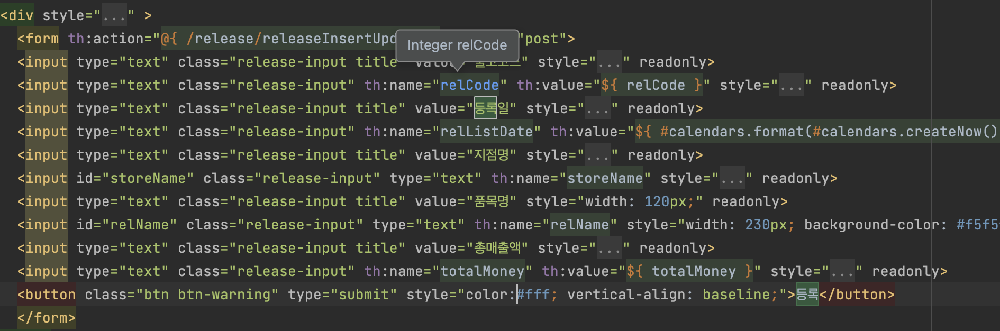 <div style="..." >
<form th:action="@{ /release/releaseInsertUpd "post">
Integer relCode
<input type="text" class="release-input title" style="..." readonly>
<input type="text" class="release-input" th:name="relCode" th:value="${ relCode }" style="..." readonly>
<input type="text" class="release-input title" value="등록일" style="..." readonly>
<input type="text" class="release-input" th:name="relListDate" th:value="${ #calendars.format(#calendars.createNow()
<input type="text" class="release-input title" value="지점명" style="..." readonly>
<input id="storeName" class="release-input" type="text" th:name="storeName" style="..." readonly>
<input type="text" class="release-input title" value="품목명" style="width: 120px;" readonly>
<input id="relName" class="release-input" type="text" th:name="relName" style="width: 230px; background-color: #f5f5
<input type="text" class="release-input title" value="총매출액" style="..." readonly>
<input type="text" class="release-input" th:name="totalMoney" th:value="${ totalMoney }" style="..." readonly>
<button class="btn btn-warning" type="submit" style="color:#fff; vertical-align: baseline;">등록</button>
</form>